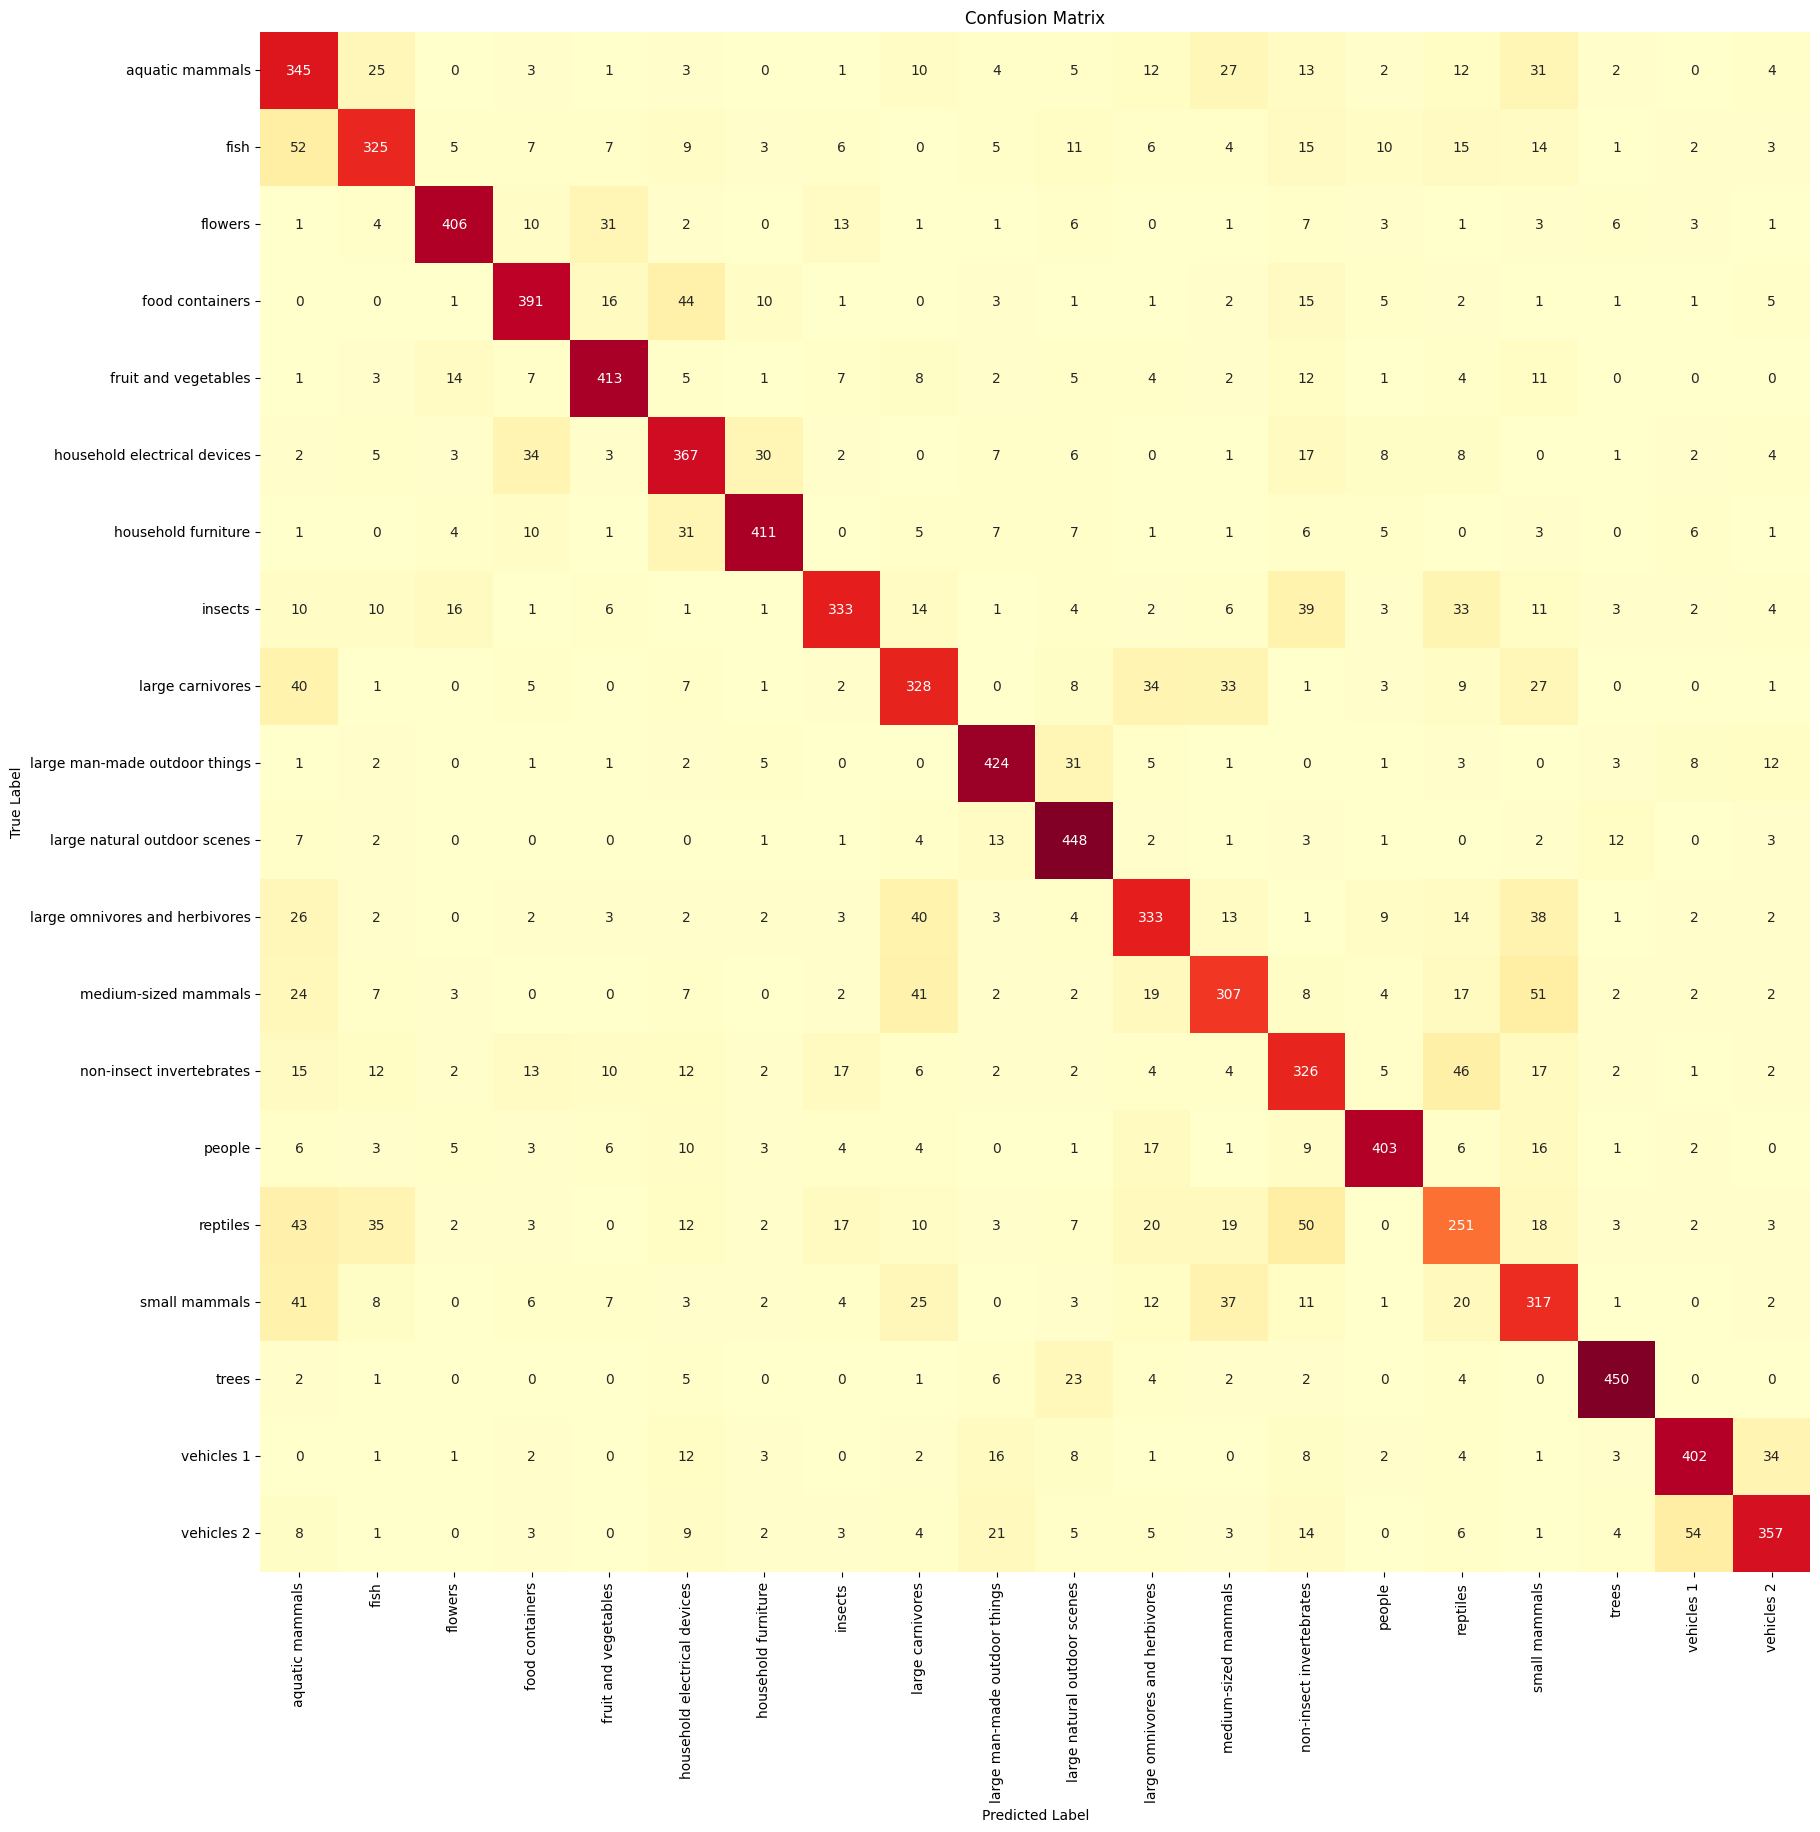 Confusion Matrix
True Label
aquatic mammals 345 25 0 3 1 3 0 1 10 4 5 12 27 13 2 12 31 2 0 4
fish 52 325 5 7 7 9 3 6 0 5 11 6 4 15 10 15 14 1 2 3
flowers 1 4 406 10 31 2 0 13 1 1 6 0 1 7 3 1 3 6 3 1
food containers 0 0 1 391 16 44 10 1 0 3 1 1 2 15 5 2 1 1 1 5
fruit and vegetables 1 3 14 7 413 5 1 7 8 2 5 4 2 12 1 4 11 0 0 0
household electrical devices 2 5 3 34 3 367 30 2 0 7 6 0 1 17 8 8 0 1 2 4
household furniture 1 0 4 10 1 31 411 0 5 7 7 1 1 6 5 0 3 0 6 1
insects 10 10 16 1 6 1 1 333 14 1 4 2 6 39 3 33 11 3 2 4
large carnivores 40 1 0 5 0 7 1 2 328 0 8 34 33 1 3 9 27 0 0 1
large man-made outdoor things 1 2 0 1 1 2 5 0 0 424 31 5 1 0 1 3 0 3 8 12
large natural outdoor scenes 7 2 0 0 0 0 1 1 4 13 448 2 1 3 1 0 2 12 0 3
large omnivores and herbivores 26 2 0 2 3 2 2 3 40 3 4 333 13 1 9 14 38 1 2 2
medium-sized mammals 24 7 3 0 0 7 0 2 41 2 2 19 307 8 4 17 51 2 2 2
non-insect invertebrates 15 12 2 13 10 12 2 17 6 2 2 4 4 326 5 46 17 2 1 2
people 6 3 5 3 6 10 3 4 4 0 1 17 1 9 403 6 16 1 2 0
reptiles 43 35 2 3 0 12 2 17 10 3 7 20 19 50 0 251 18 3 2 3
small mammals 41 8 0 6 7 3 2 4 25 0 3 12 37 11 1 20 317 1 0 2
trees 2 1 0 0 0 5 0 0 1 6 23 4 2 2 0 4 0 450 0 0
vehicles 1 0 1 1 2 0 12 3 0 2 16 8 1 0 8 2 4 1 3 402 34
vehicles 2 8 1 0 3 0 9 2 3 4 21 5 5 3 14 0 6 1 4 54 357
aquatic mammals
fish
flowers
food containers
fruit and vegetables
household electrical devices
household furniture
insects
large carnivores
large man-made outdoor things
large natural outdoor scenes
large omnivores and herbivores
medium-sized mammals
non-insect invertebrates
people
reptiles
small mammals
trees
vehicles 1
vehicles 2
Predicted Label